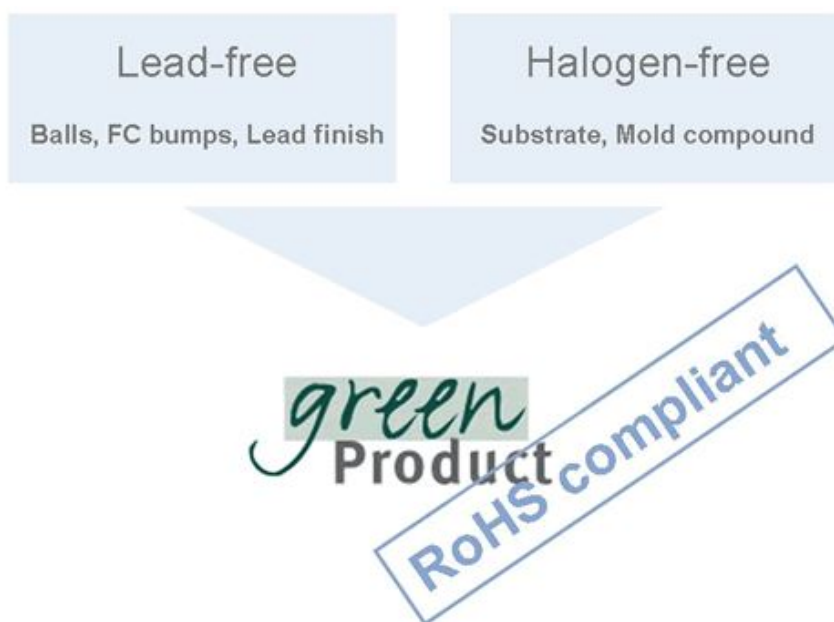 Lead-free
Balls, FC bumps, Lead finish
Halogen-free
Substrate, Mold compound
green
Product
RoHS compliant